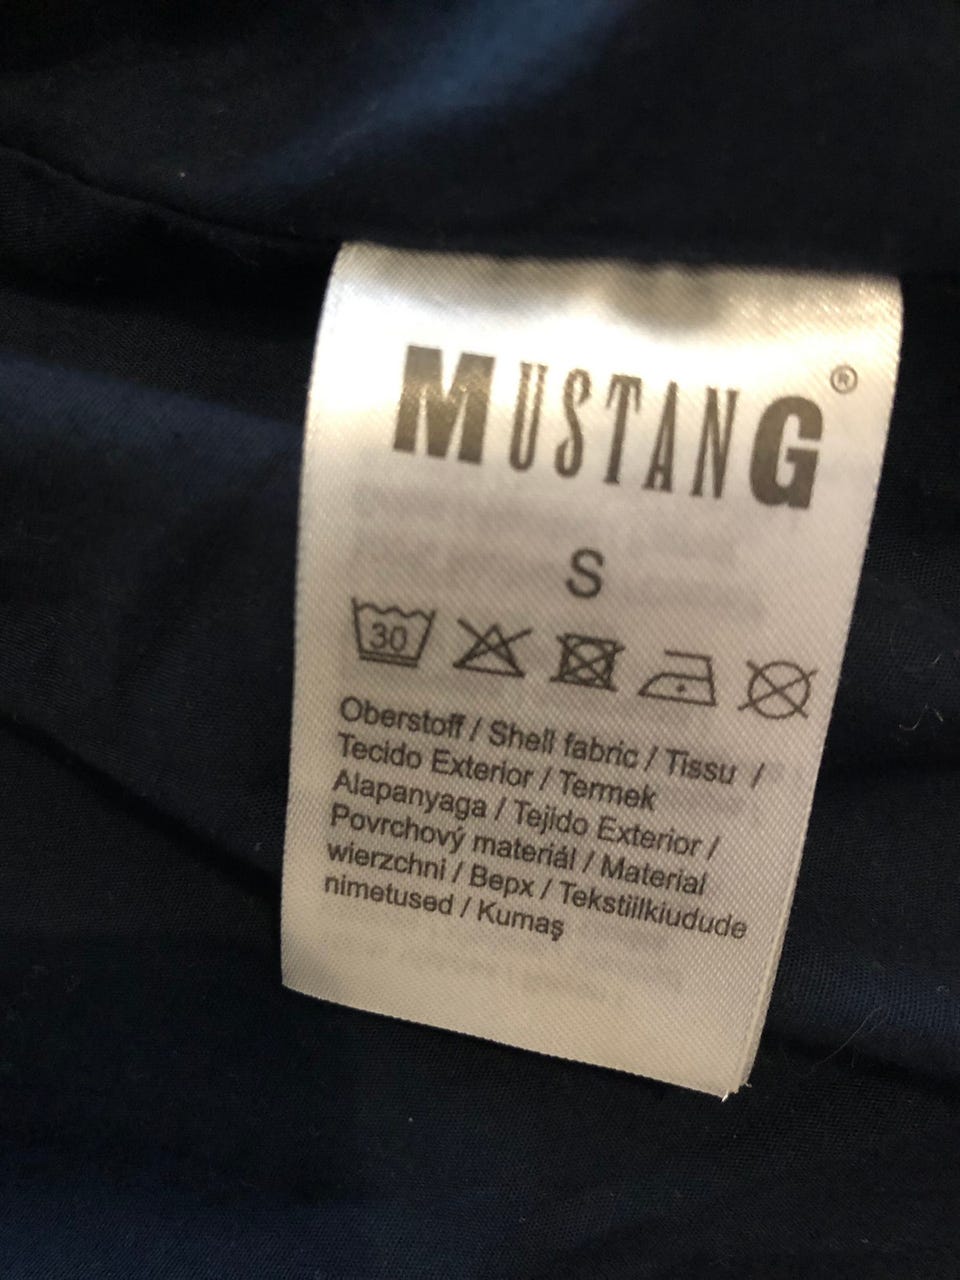 MUSTANG®
S
30
Oberstoff / Shell fabric / Tissu /
Tecido Exterior / Termek
Alapanyaga / Tejido Exterior /
Povrchový materiál / Material
wierzchni / Bepx / Tekstiilkiudude
nimetused / Kumaş